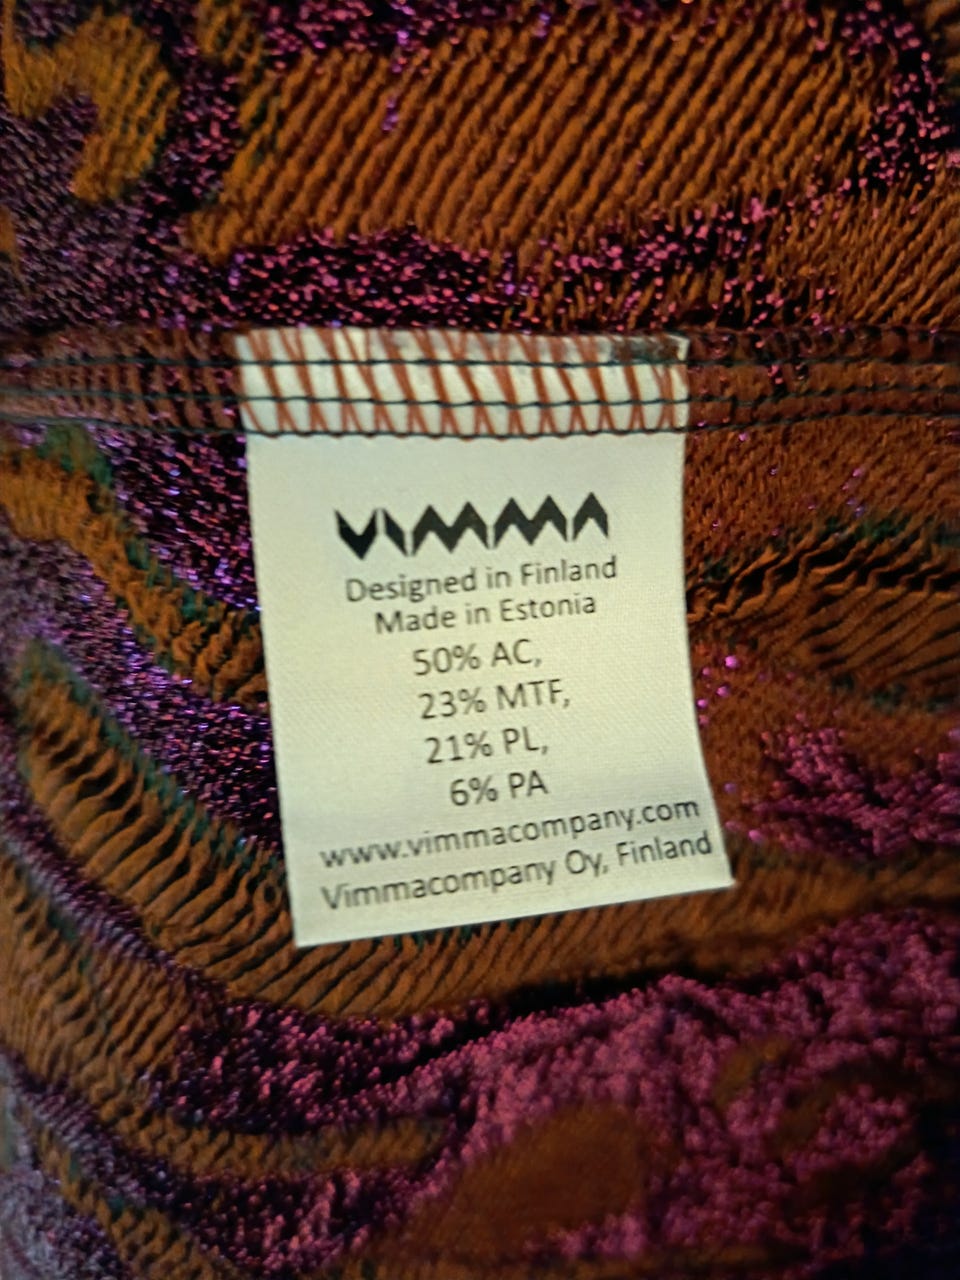 VIMMA
Designed in Finland
Made in Estonia
50% AC,
23% MTF,
21% PL,
6% PA
www.vimmacompany.com
Vimmacompany Oy, Finland